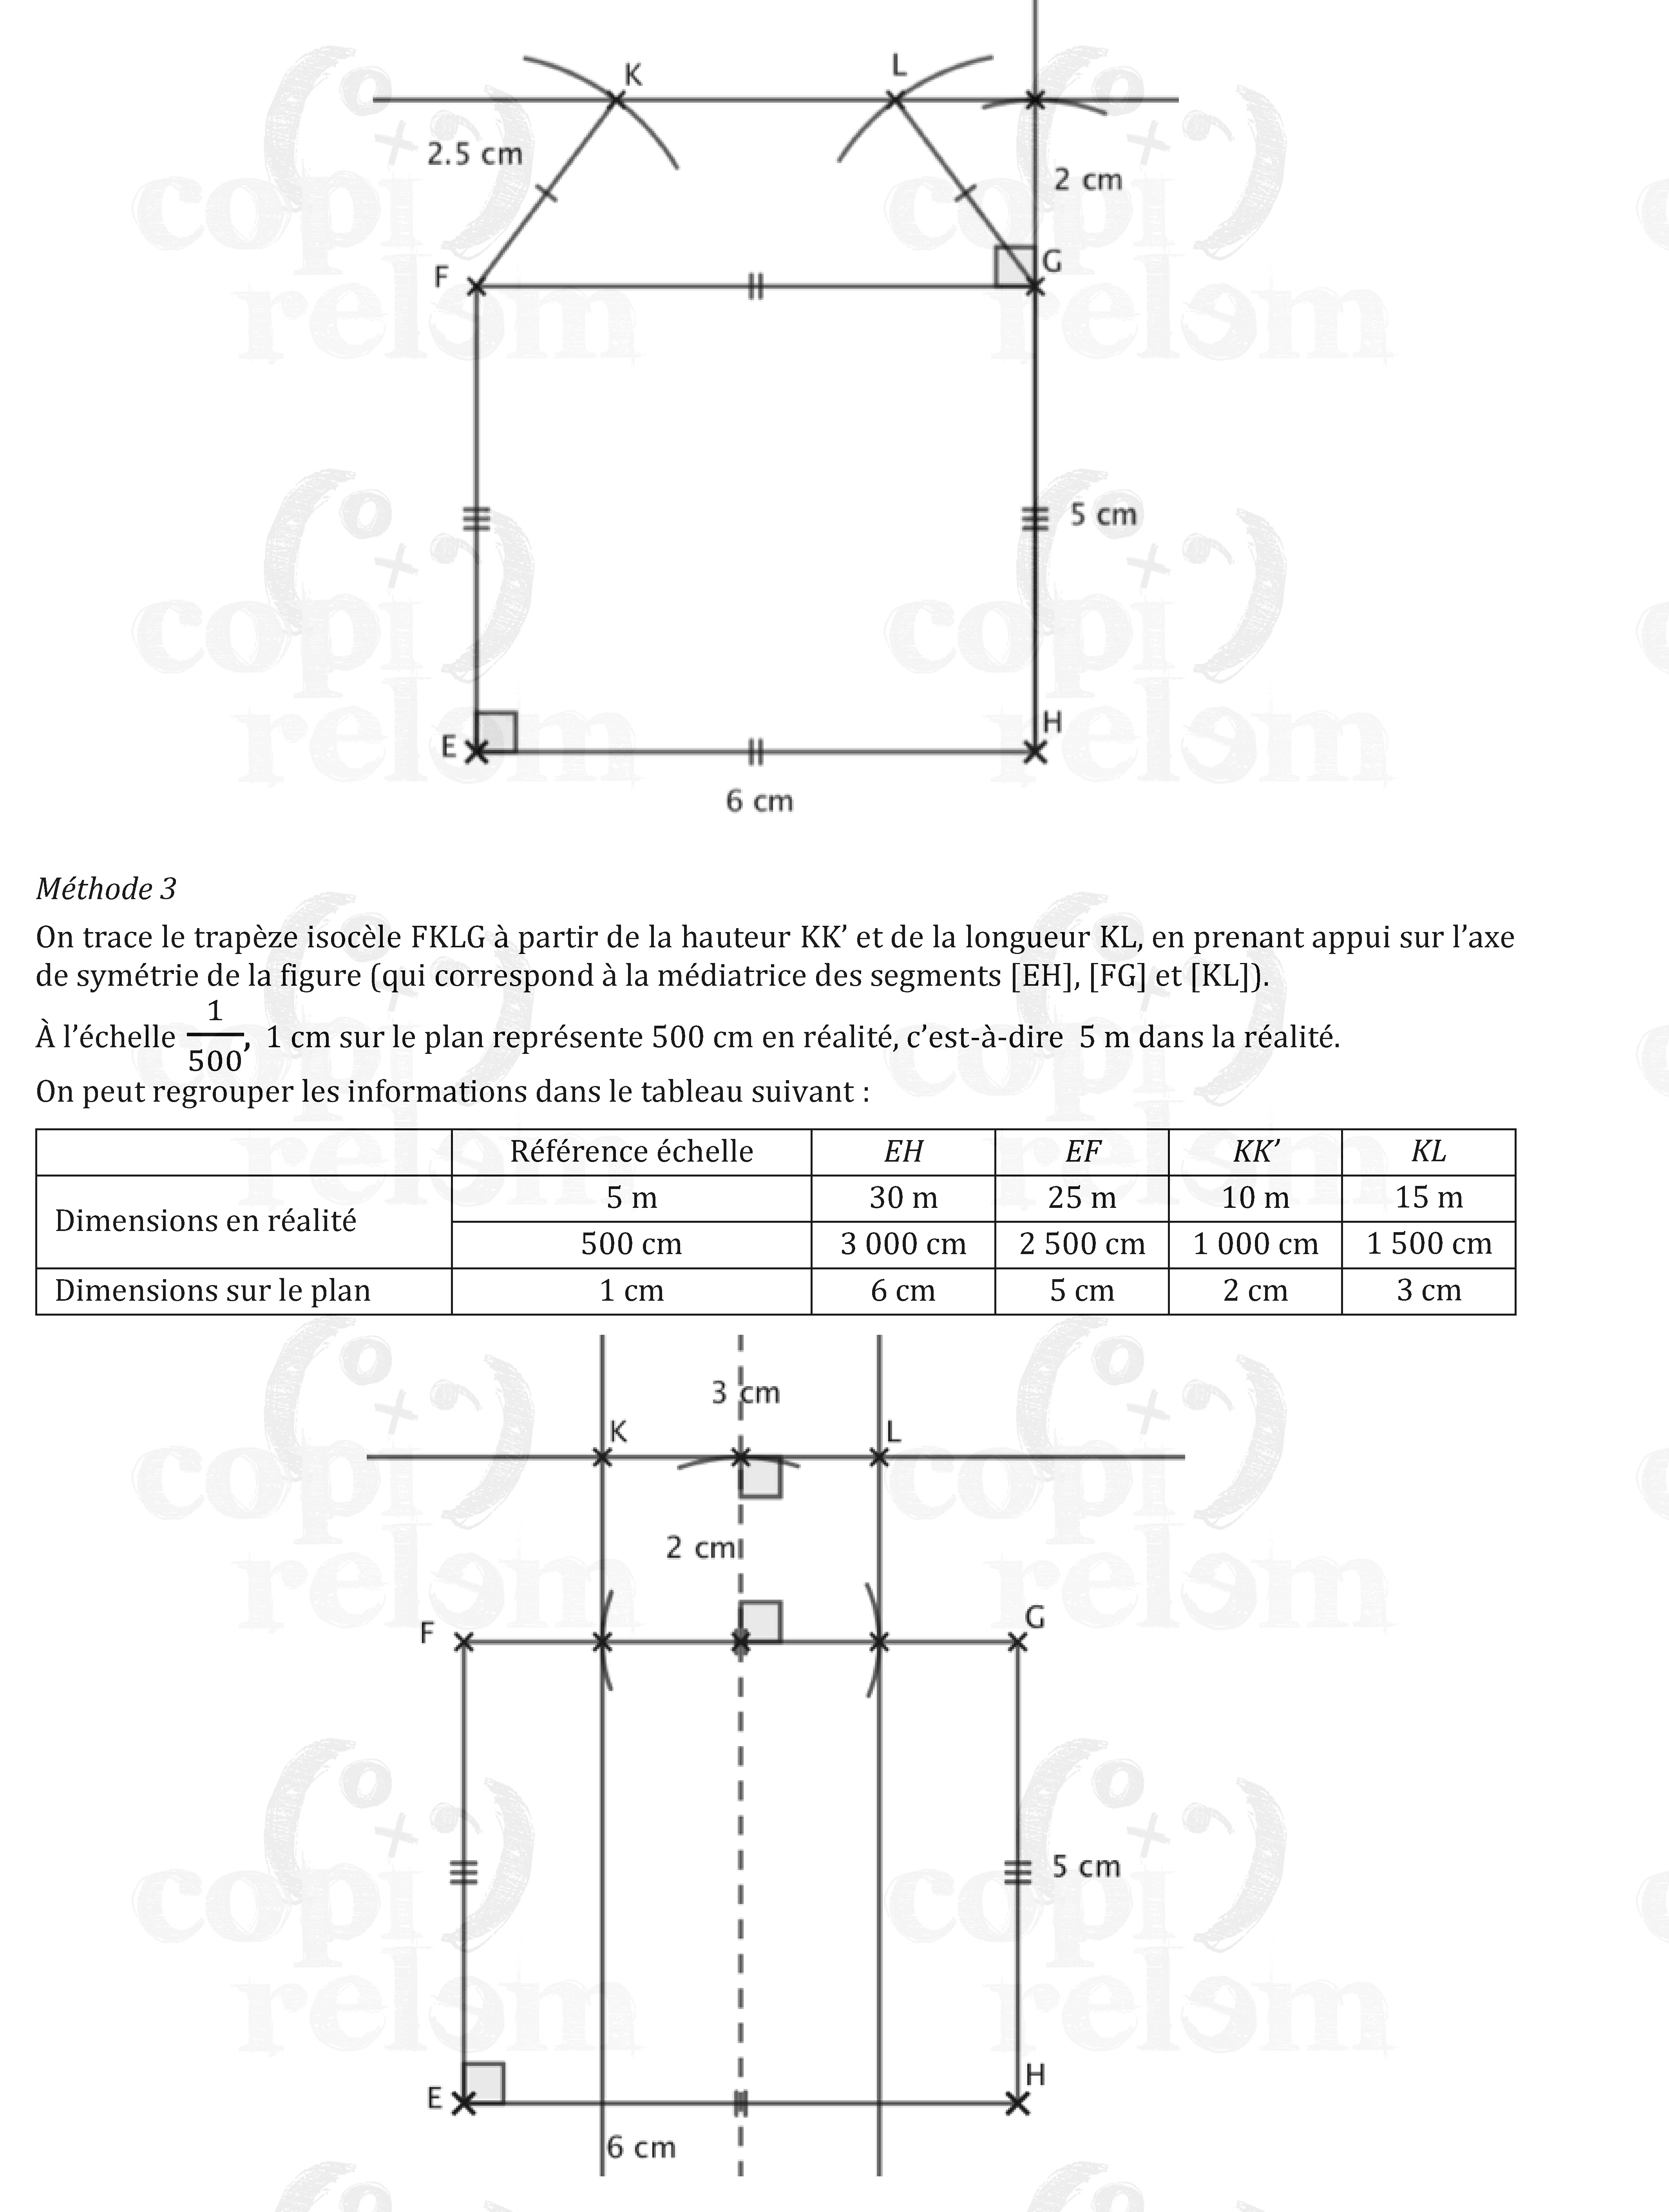 K
L
2.5 cm
2 cm
F
G
5 cm
E
H
6 cm
Méthode 3
On trace le trapèze isocèle FKLG à partir de la hauteur KK’ et de la longueur KL, en prenant appui sur l’axe
de symétrie de la figure (qui correspond à la médiatrice des segments [EH], [FG] et [KL]).
À l’échelle 1/500, 1 cm sur le plan représente 500 cm en réalité, c’est-à-dire 5 m dans la réalité.
On peut regrouper les informations dans le tableau suivant :
Référence échelle EH EF KK’ KL
Dimensions en réalité 5 m 30 m 25 m 10 m 15 m
500 cm 3 000 cm 2 500 cm 1 000 cm 1 500 cm
Dimensions sur le plan 1 cm 6 cm 5 cm 2 cm 3 cm
3 cm
K
L
2 cm
F
G
5 cm
E
H
6 cm